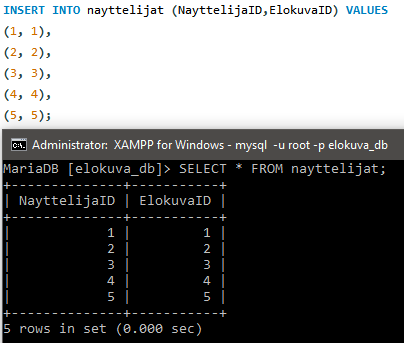 INSERT INTO nayttelijat (NayttelijaID,ElokuvaID) VALUES
(1, 1),
(2, 2),
(3, 3),
(4, 4),
(5, 5);
Administrator: XAMPP for Windows - mysql -u root -p elokuva_db
MariaDB [elokuva_db]> SELECT * FROM nayttelijat;
+--------------+-----------+
| NayttelijaID | ElokuvaID |
+--------------+-----------+
|            1 |         1 |
|            2 |         2 |
|            3 |         3 |
|            4 |         4 |
|            5 |         5 |
+--------------+-----------+
5 rows in set (0.000 sec)